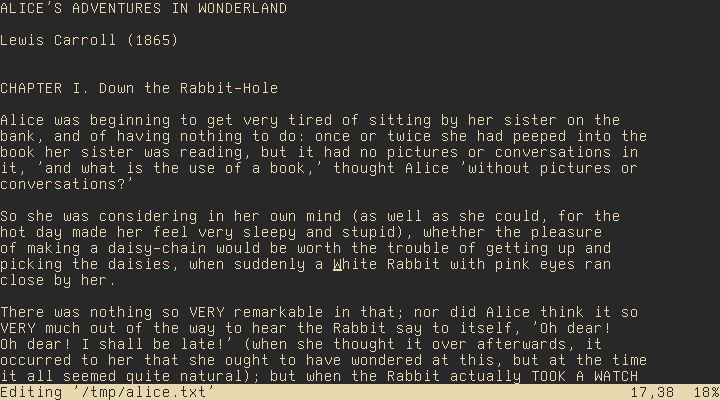 ALICE'S ADVENTURES IN WONDERLAND
Lewis Carroll (1865)
CHAPTER I. Down the Rabbit-Hole
Alice was beginning to get very tired of sitting by her sister on the
bank, and of having nothing to do: once or twice she had peeped into the
book her sister was reading, but it had no pictures or conversations in
it, 'and what is the use of a book,' thought Alice 'without pictures or
conversations?'
So she was considering in her own mind (as well as she could, for the
hot day made her feel very sleepy and stupid), whether the pleasure
of making a daisy-chain would be worth the trouble of getting up and
picking the daisies, when suddenly a White Rabbit with pink eyes ran
close by her.
There was nothing so VERY remarkable in that; nor did Alice think it so
VERY much out of the way to hear the Rabbit say to itself, 'Oh dear!
Oh dear! I shall be late!' (when she thought it over afterwards, it
occurred to her that she ought to have wondered at this, but at the time
it all seemed quite natural); but when the Rabbit actually TOOK A WATCH
Editing '/tmp/alice.txt' 17,38 18%